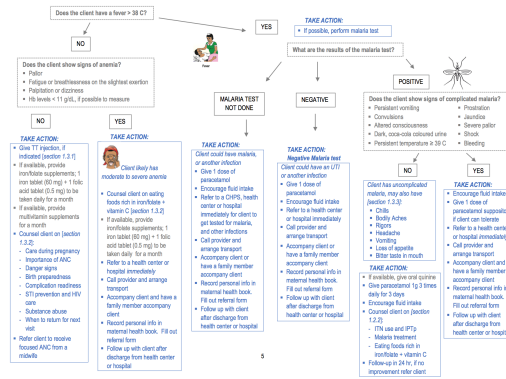 Does the client have a fever > 38 C?
YES
TAKE ACTION:
• If possible, perform malaria test
Fever
What are the results of the malaria test?
NO
Does the client show signs of anemia?
• Pallor
• Fatigue or breathlessness on the slightest exertion
• Palpitation or dizziness
• Hb levels < 11 g/dL, if possible to measure
MALARIA TEST
NOT DONE
NEGATIVE
POSITIVE
Does the client show signs of complicated malaria?
• Persistent vomiting
• Convulsions
• Altered consciousness
• Dark, coca-cola coloured urine
• Persistent temperature ≥ 39 C
• Prostration
• Jaundice
• Severe pallor
• Shock
• Bleeding
NO
TAKE ACTION:
• Give TT injection, if
indicated [section 1.2.1]
• If available, provide
iron/folate supplements; 1
iron tablet (60 mg) + 1 folic
acid tablet (0.5 mg) to be
taken daily for a month
• If available, provide
multivitamin supplements
for a month
• Counsel client on [section
1.3.2]:
- Care during pregnancy
- Importance of ANC
- Danger signs
- Birth preparedness
- Complication readiness
- STI prevention and HIV
care
- Substance abuse
- When to return for next
visit
• Refer client to receive
focused ANC from a
midwife
YES
TAKE ACTION:
Client likely has
moderate to severe anemia
• Counsel client on eating
foods rich in iron/folate +
vitamin C [section 1.3.2]
• If available, provide
iron/folate supplements; 1
iron tablet (60 mg) + 1 folic
acid tablet (0.5 mg) to be
taken daily for a month
• Refer to a health center or
hospital immediately
• Call provider and arrange
transport
• Accompany client and have a
family member accompany
client
• Record personal info in
maternal health book. Fill out
referral form
• Follow up with client after
discharge from health center
or hospital
TAKE ACTION:
Client could have malaria,
or another infection
• Give 1 dose of
paracetamol
• Encourage fluid intake
• Refer to a CHPS, health
center or hospital
immediately for client to
get tested for malaria,
and other infections
• Call provider and
arrange transport
• Accompany client or
have a family member
accompany client
• Record personal info in
maternal health book.
Fill out referral form
• Follow up with client
after discharge from
health center or hospital
TAKE ACTION:
Negative Malaria test
Client could have an UTI
or another infection
• Give 1 dose of
paracetamol
• Encourage fluid intake
• Refer to a health center
or hospital immediately
• Call provider and
arrange transport
• Accompany client or
have a family member
accompany client
• Record personal info in
maternal health book.
Fill out referral form
• Follow up with client
after discharge from
health center or hospital
NO
Client has uncomplicated
malaria, may also have
[section 1.3.3]:
• Chills
• Bodily Aches
• Rigors
• Headache
• Vomiting
• Loss of appetite
• Bitter taste in mouth
TAKE ACTION:
• If available, give oral quinine
• Give paracetamol 1g 3 times
daily for 3 days
• Encourage fluid intake
• Counsel client on [section
1.2.2]:
- ITN use and IPTp
- Malaria treatment
- Eating foods rich in
iron/folate + vitamin C
• Follow-up in 24 hr, if no
improvement refer client
YES
TAKE ACTION:
• Encourage fluid intake
• Give 1 dose of
paracetamol
if client can tolerate
• Refer to a health
or hospital
• Call provider and
arrange transport
• Accompany client and
have a family member
accompany client
• Record personal info in
maternal health book.
Fill out referral form
• Follow up with client
after discharge from
health center or hospital
5